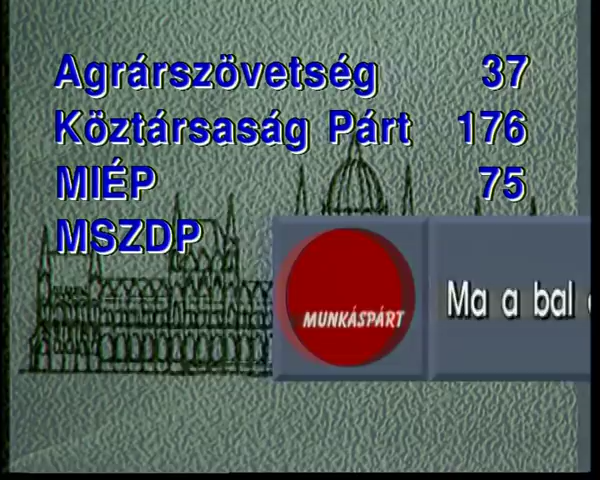 Agrárszövetség 37
Köztársaság Párt 176
MIÉP 75
MSZDP
MUNKÁSPÁRT
Ma a bal